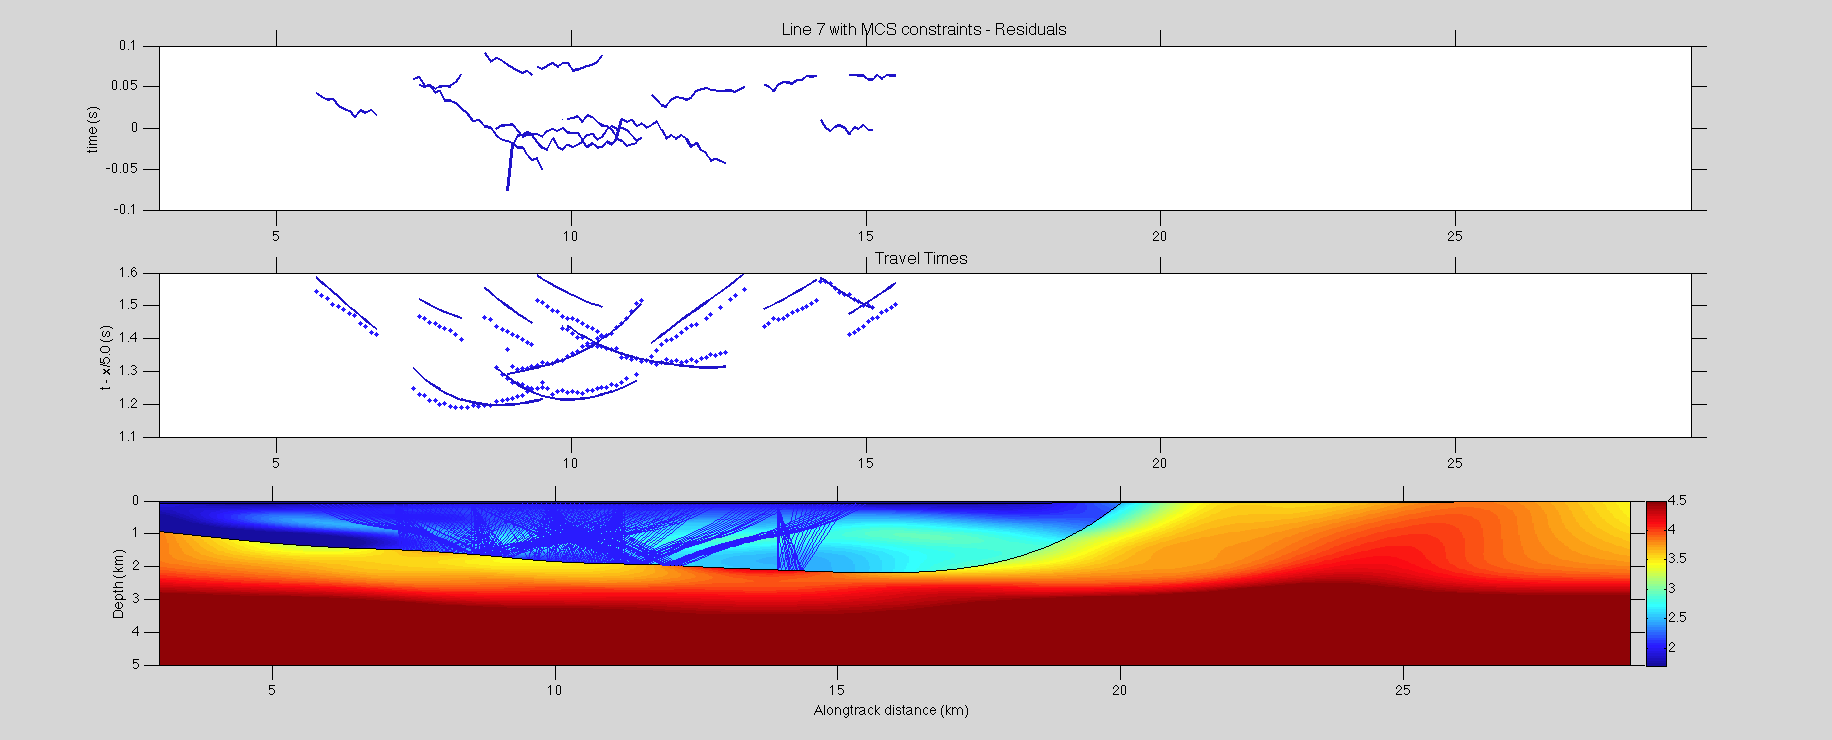 Line 7 with MCS constraints - Residuals
0.1
0.05
0
-0.05
-0.1
time (s)
5 10 15 20 25
Travel Times
1.6
1.5
1.4
1.3
1.2
1.1
t - x/5.0 (s)
5 10 15 20 25
0
1
2
3
4
5
Depth (km)
4.5
4
3.5
3
2.5
2
5 10 15 20 25
Alongtrack distance (km)